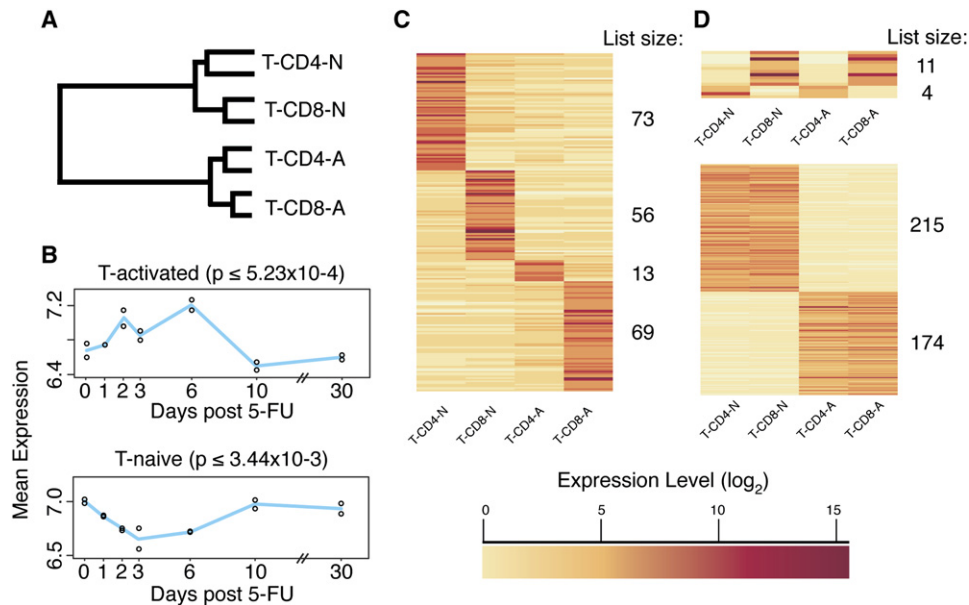 A
T-CD4-N
T-CD8-N
T-CD4-A
T-CD8-A
B
T-activated (p ≤ 5.23x10-4)
7.2
6.4
0 1 2 3 6 10 30
Days post 5-FU
Mean Expression
T-naive (p ≤ 3.44x10-3)
7.0
6.5
0 1 2 3 6 10 30
Days post 5-FU
C
List size:
73
56
13
69
T-CD4-N T-CD8-N T-CD4-A T-CD8-A
D
List size:
11
4
T-CD4-N T-CD8-N T-CD4-A T-CD8-A
215
174
T-CD4-N T-CD8-N T-CD4-A T-CD8-A
Expression Level (log₂)
0 5 10 15